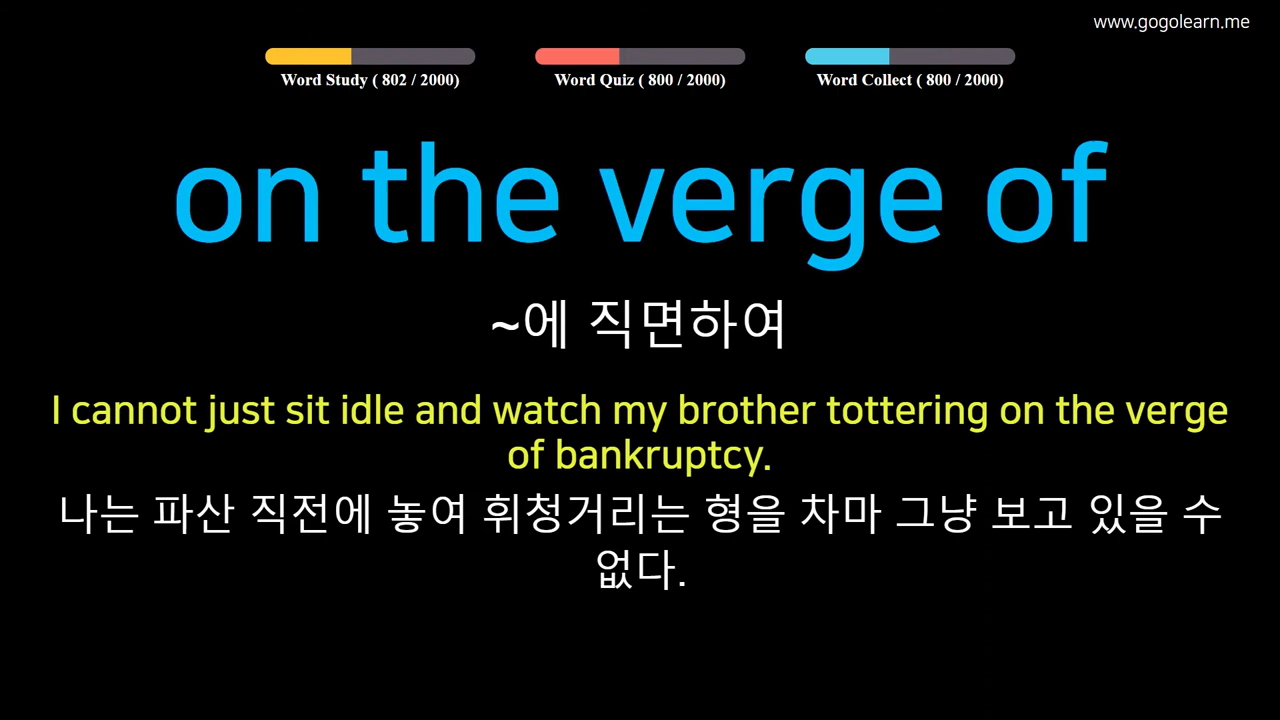 www.gogolearn.me
Word Study ( 802 / 2000)
Word Quiz ( 800 / 2000)
Word Collect ( 800 / 2000)
on the verge of
~에 직면하여
I cannot just sit idle and watch my brother tottering on the verge
of bankruptcy.
나는 파산 직전에 놓여 휘청거리는 형을 차마 그냥 보고 있을 수
없다.